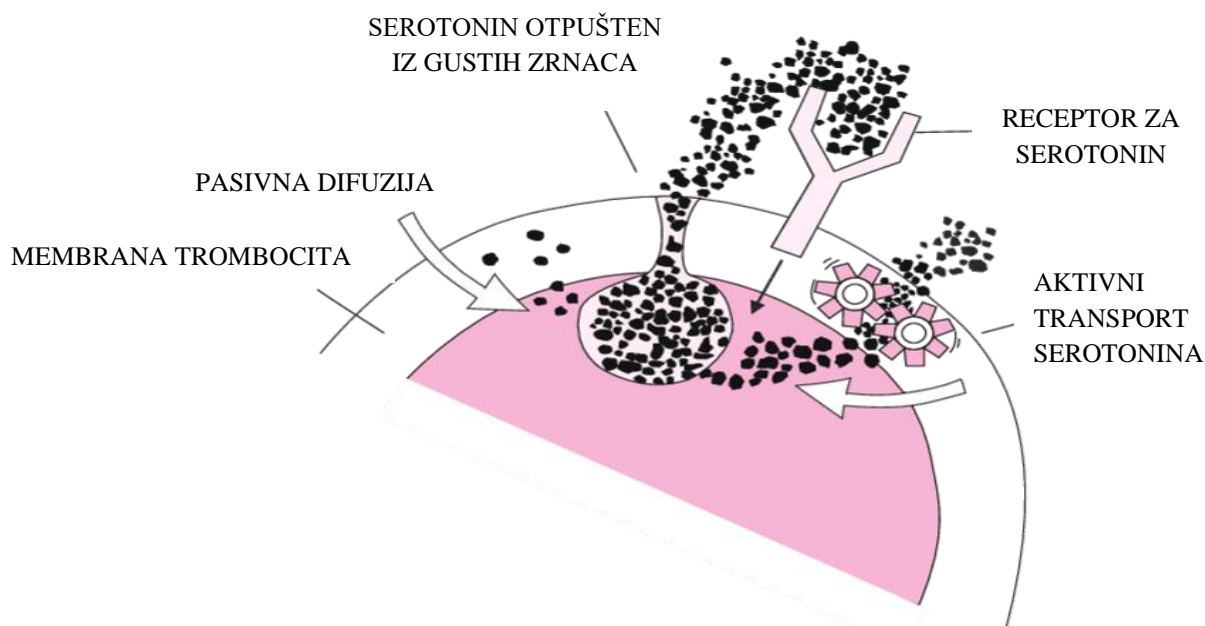 SEROTONIN OTPUŠTEN
IZ GUSTIH ZRNACA
RECEPTOR ZA
SEROTONIN
PASIVNA DIFUZIJA
MEMBRANA TROMBOCITA
AKTIVNI
TRANSPORT
SEROTONINA